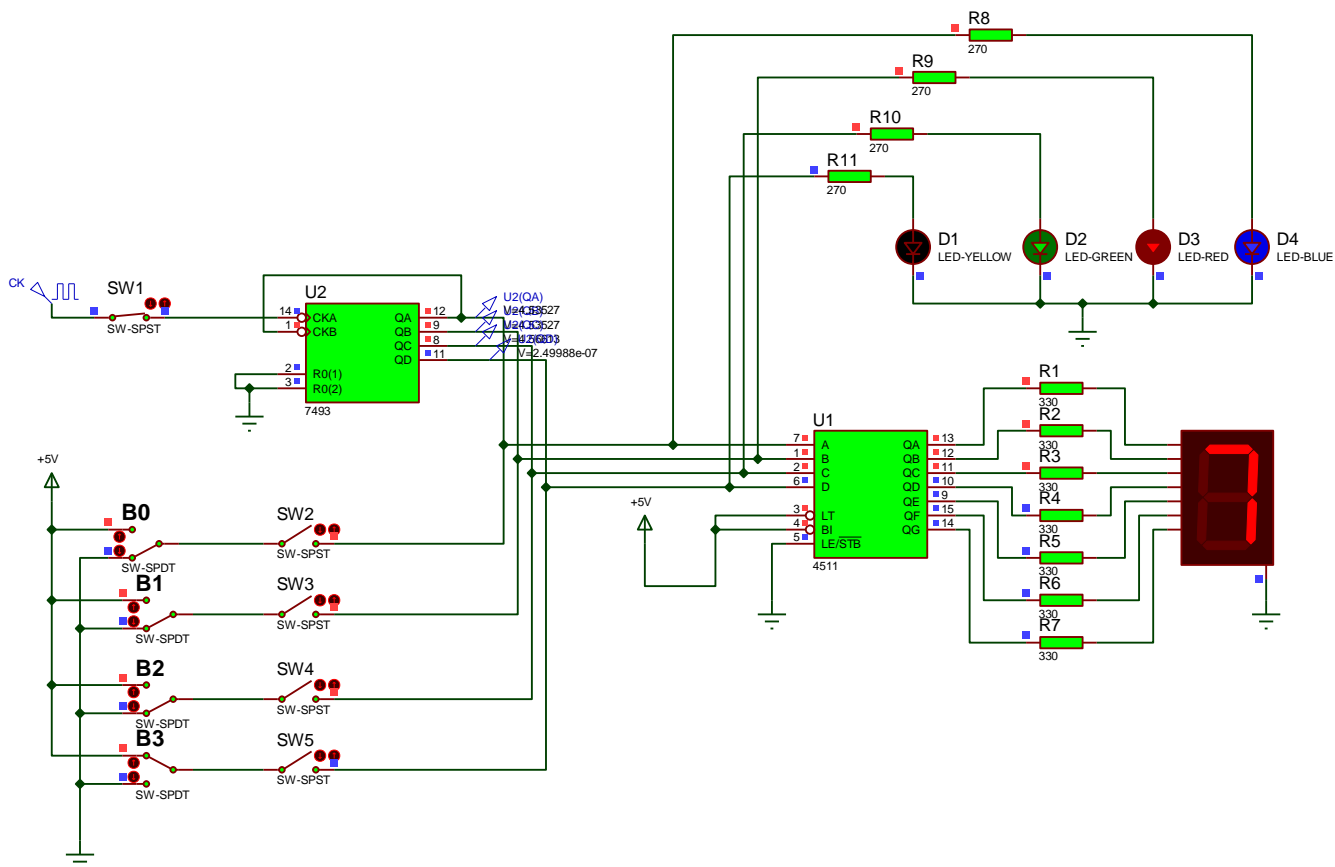 R8
270
R9
270
R10
270
R11
270
D1
LED-YELLOW
D2
LED-GREEN
D3
LED-RED
D4
LED-BLUE
CK
SW1
SW-SPST
U2
14 CKA
1 CKB
2 R0(1)
3 R0(2)
QA 12
QB 9
QC 8
QD 11
7493
U2(QA)
V=2.49988e-07
+5V
B0
SW-SPDT
SW2
SW-SPST
B1
SW-SPDT
SW3
SW-SPST
B2
SW-SPDT
SW4
SW-SPST
B3
SW-SPDT
SW5
SW-SPST
+5V
U1
7 A
1 B
2 C
6 D
3 LT
4 BI
5 LE/STB
QA 13
QB 12
QC 11
QD 10
QE 9
QF 15
QG 14
4511
R1
330
R2
330
R3
330
R4
330
R5
330
R6
330
R7
330
7